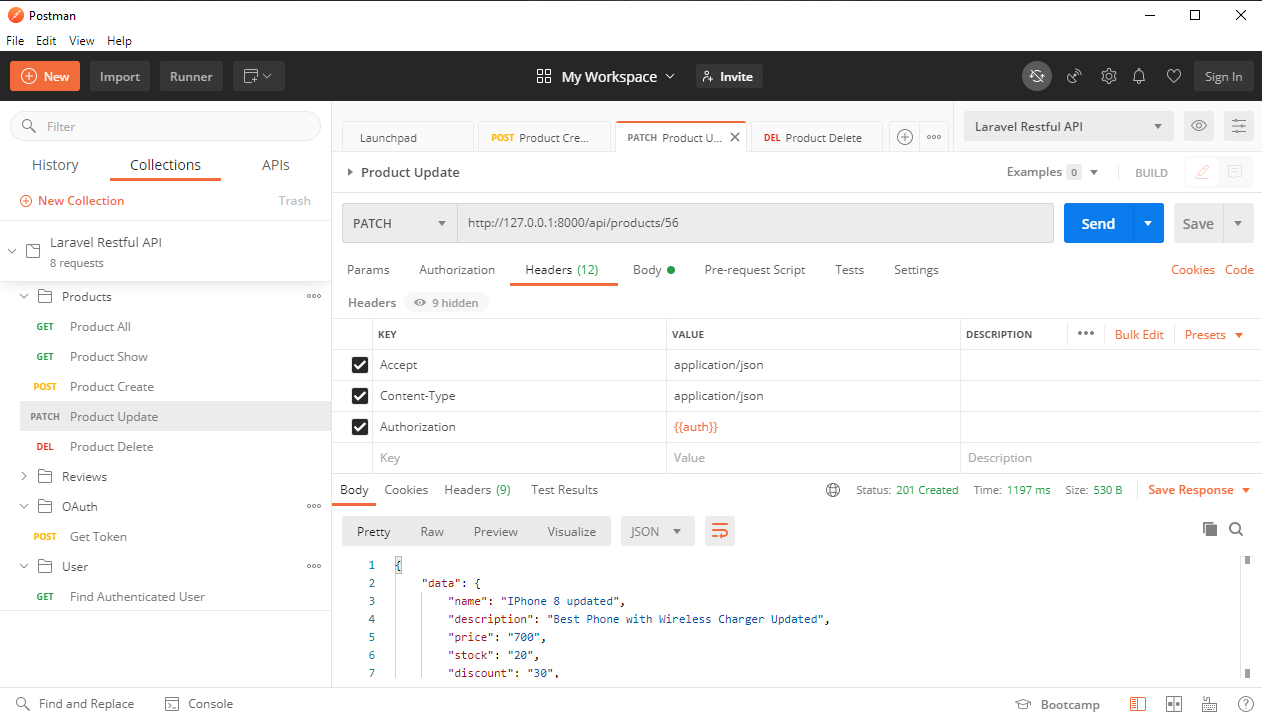 Postman
File Edit View Help
New Import Runner My Workspace Invite Sign In
Filter
History Collections APIs
New Collection Trash
Laravel Restful API
8 requests
Products
GET Product All
GET Product Show
POST Product Create
PATCH Product Update
DEL Product Delete
Reviews
OAuth
POST Get Token
User
GET Find Authenticated User
Launchpad POST Product Cre... PATCH Product U... DEL Product Delete Laravel Restful API
Product Update Examples 0 BUILD
PATCH http://127.0.0.1:8000/api/products/56 Send Save
Params Authorization Headers (12) Body Pre-request Script Tests Settings Cookies Code
Headers 9 hidden
KEY VALUE DESCRIPTION Bulk Edit Presets
Accept application/json
Content-Type application/json
Authorization {{auth}}
Key Value Description
Body Cookies Headers (9) Test Results Status: 201 Created Time: 1197 ms Size: 530 B Save Response
Pretty Raw Preview Visualize JSON
1 {
2 "data": {
3 "name": "IPhone 8 updated",
4 "description": "Best Phone with Wireless Charger Updated",
5 "price": "700",
6 "stock": "20",
7 "discount": "30",
Find and Replace Console Bootcamp